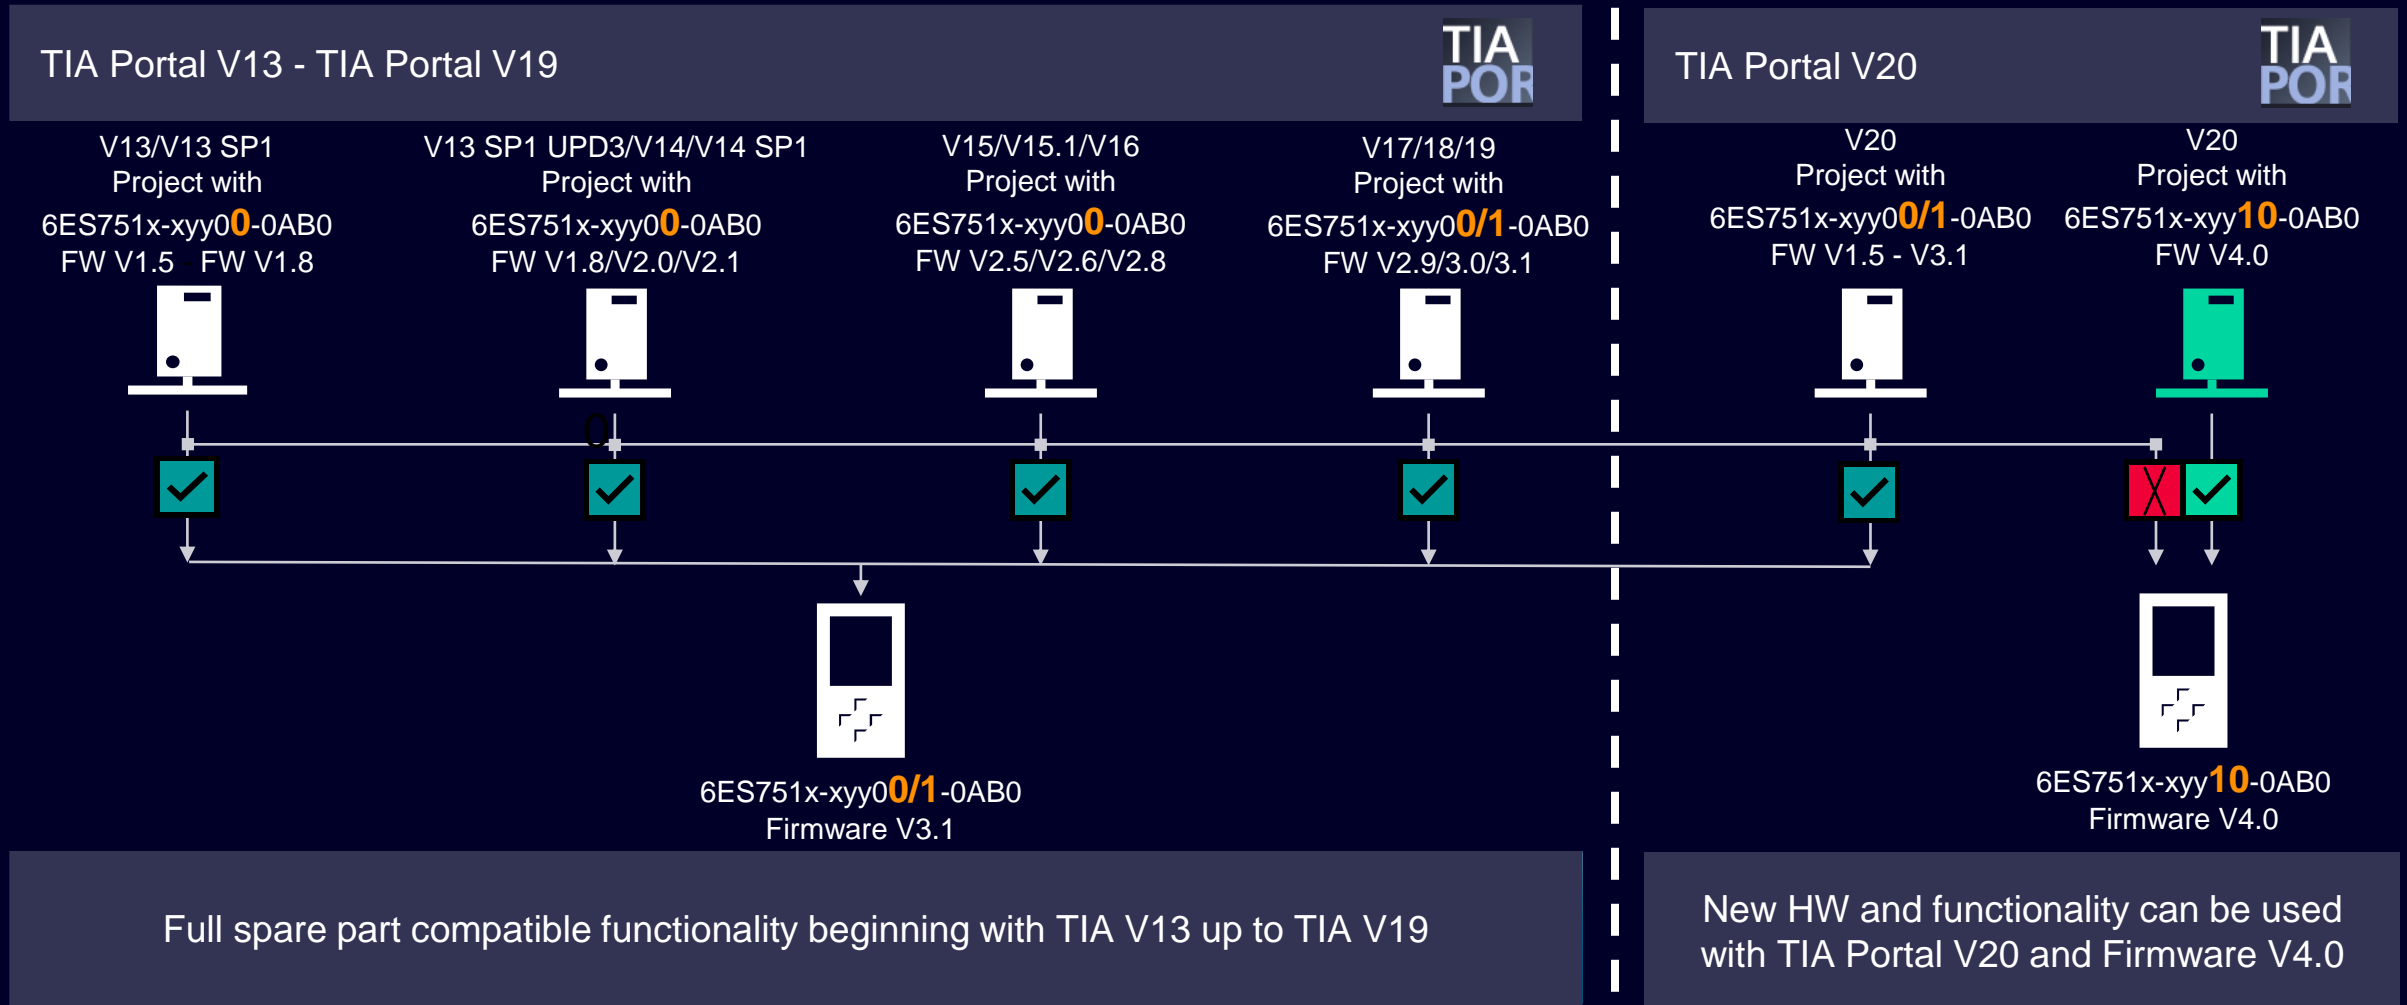 TIA Portal V13 - TIA Portal V19
TIA
POR
TIA Portal V20
TIA
POR
V13/V13 SP1
Project with
6ES751x-xyy00-0AB0
FW V1.5 - FW V1.8
V13 SP1 UPD3/V14/V14 SP1
Project with
6ES751x-xyy00-0AB0
FW V1.8/V2.0/V2.1
V15/V15.1/V16
Project with
6ES751x-xyy00-0AB0
FW V2.5/V2.6/V2.8
V17/18/19
Project with
6ES751x-xyy00/1-0AB0
FW V2.9/3.0/3.1
V20
Project with
6ES751x-xyy00/1-0AB0
FW V1.5 - V3.1
V20
Project with
6ES751x-xyy10-0AB0
FW V4.0
0
6ES751x-xyy00/1-0AB0
Firmware V3.1
6ES751x-xyy10-0AB0
Firmware V4.0
Full spare part compatible functionality beginning with TIA V13 up to TIA V19
New HW and functionality can be used
with TIA Portal V20 and Firmware V4.0